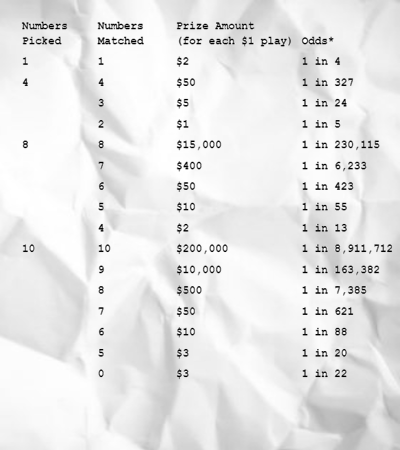 Numbers Numbers Prize Amount
Picked Matched (for each $1 play) Odds*
1 1 $2 1 in 4
4 4 $50 1 in 327
3 $5 1 in 24
2 $1 1 in 5
8 8 $15,000 1 in 230,115
7 $400 1 in 6,233
6 $50 1 in 423
5 $10 1 in 55
4 $2 1 in 13
10 10 $200,000 1 in 8,911,712
9 $10,000 1 in 163,382
8 $500 1 in 7,385
7 $50 1 in 621
6 $10 1 in 88
5 $3 1 in 20
0 $3 1 in 22